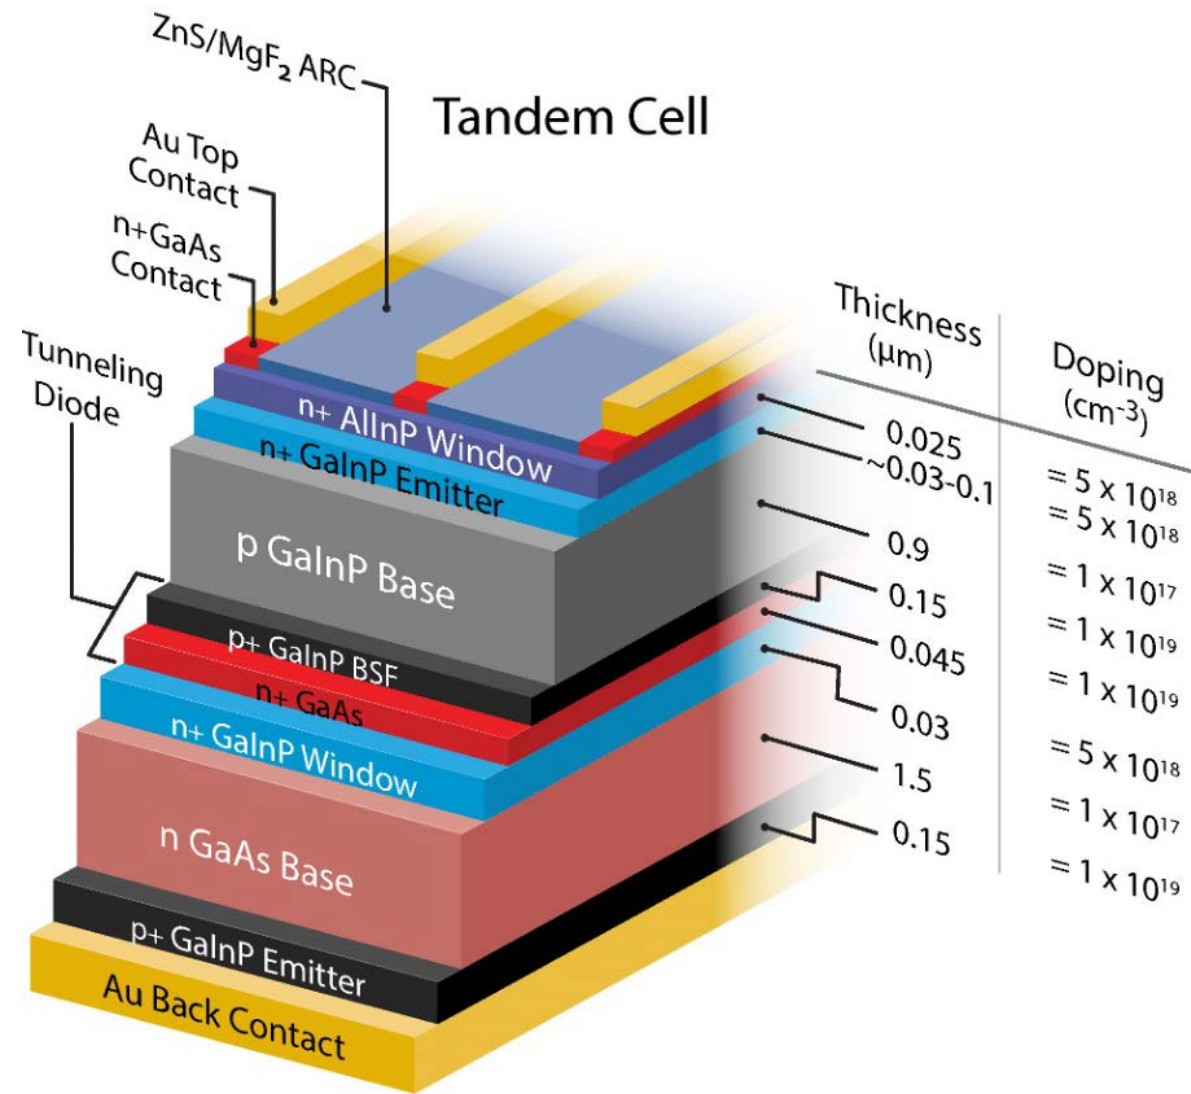 ZnS/MgF₂ ARC
Tandem Cell
Au Top
Contact
n+GaAs
Contact
Tunneling
Diode
n+ AlInP Window
n+ GaInP Emitter
p GaInP Base
p+ GaInP BSF
n+ GaAs
n+ GaInP Window
n GaAs Base
p+ GaInP Emitter
Au Back Contact
Thickness
(μm)
0.025
~0.03-0.1
0.9
0.15
0.045
0.03
1.5
0.15
Doping
(cm⁻³)
= 5 x 10¹⁸
= 5 x 10¹⁸
= 1 x 10¹⁷
= 1 x 10¹⁹
= 1 x 10¹⁹
= 5 x 10¹⁸
= 1 x 10¹⁷
= 1 x 10¹⁹